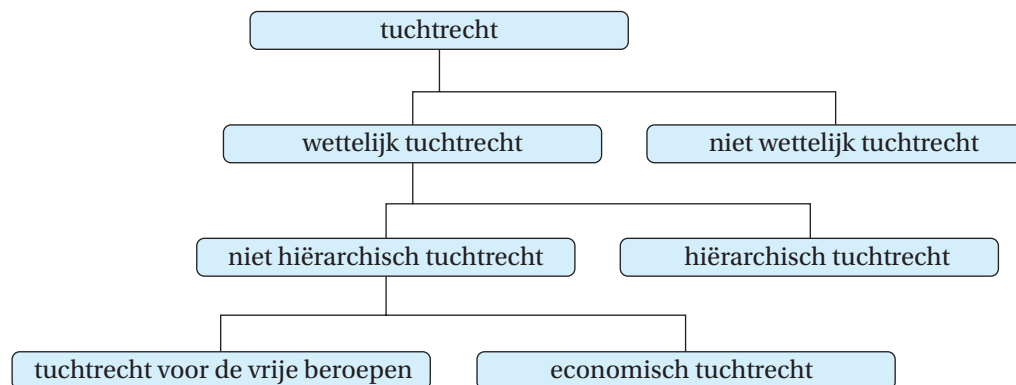 tuchtrecht
wettelijk tuchtrecht
niet wettelijk tuchtrecht
niet hiërarchisch tuchtrecht
hiërarchisch tuchtrecht
tuchtrecht voor de vrije beroepen
economisch tuchtrecht